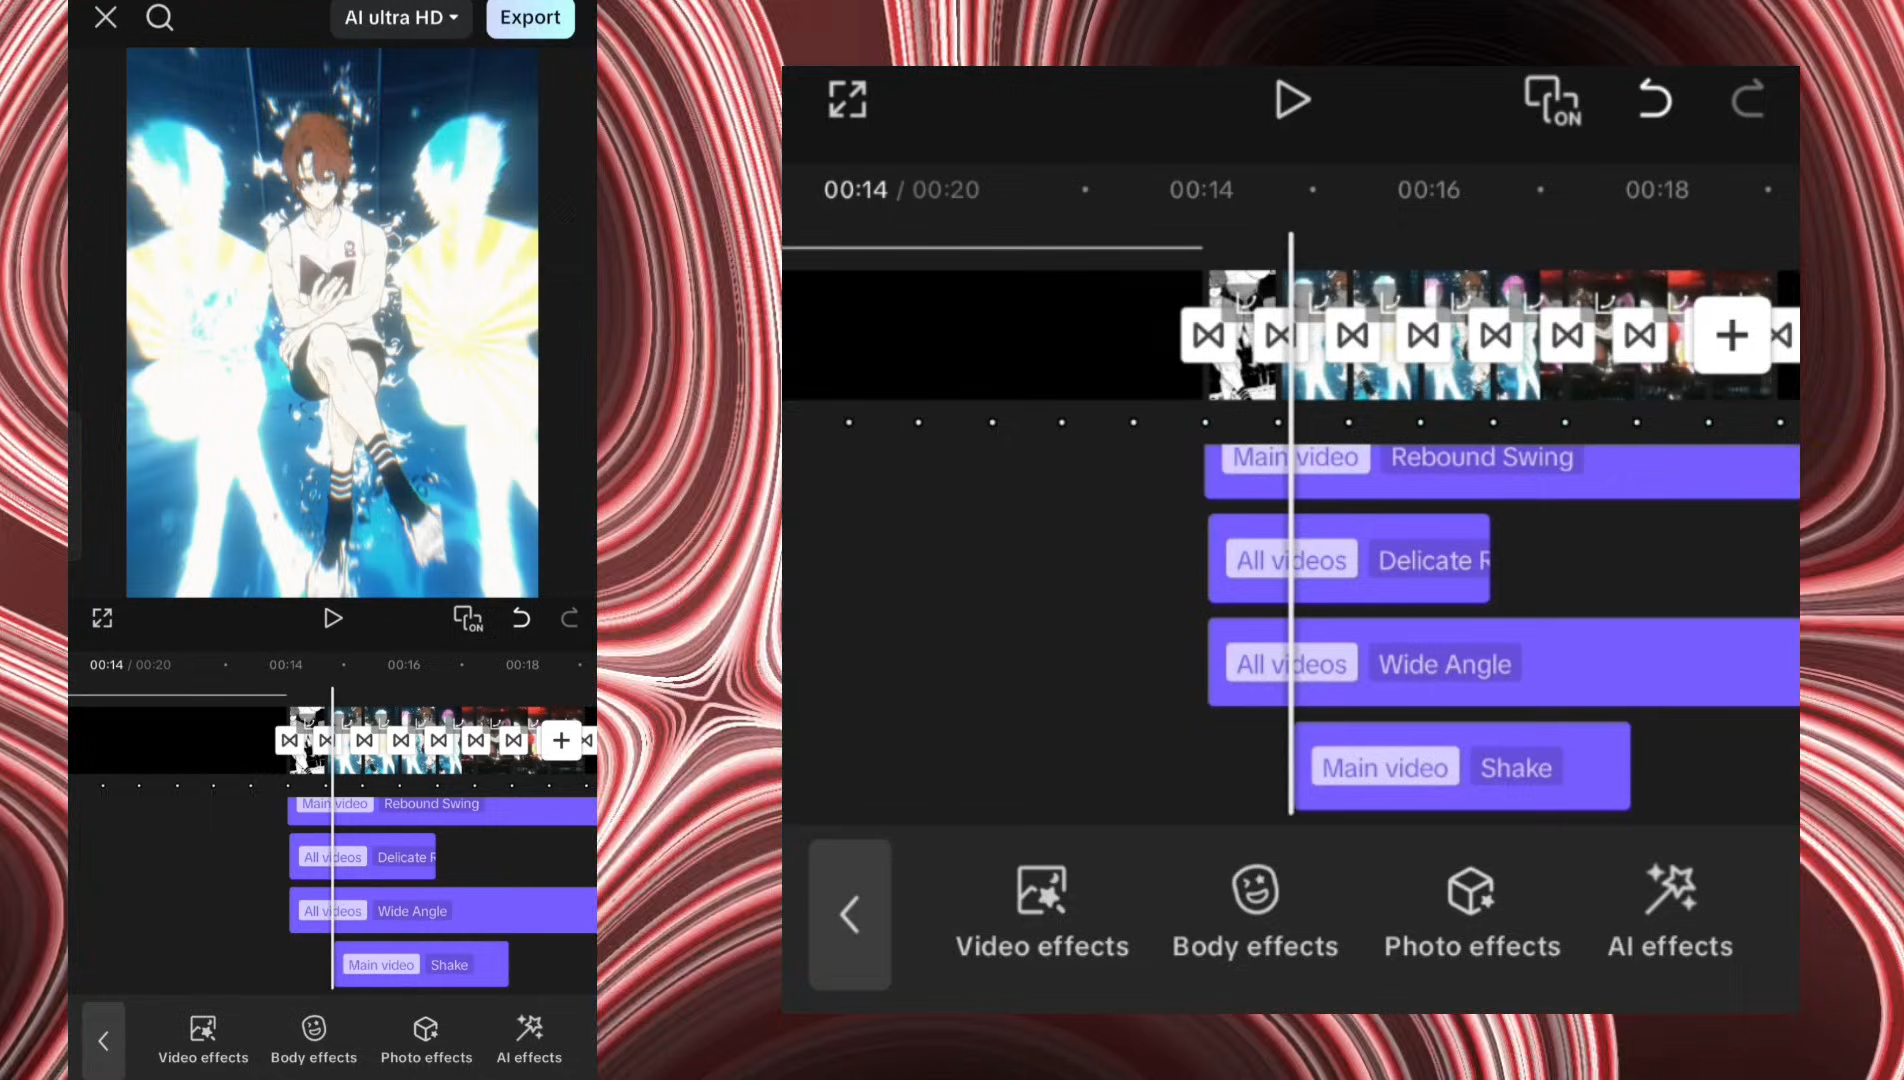 AI ultra HD
Export
ON
00:14 / 00:20
00:14
00:16
00:18
Main video
Rebound Swing
All videos
Delicate R
All videos
Wide Angle
Main video
Shake
Video effects
Body effects
Photo effects
AI effects
ON
00:14 / 00:20
00:14
00:16
00:18
Main video
Rebound Swing
All videos
Delicate R
All videos
Wide Angle
Main video
Shake
Video effects
Body effects
Photo effects
AI effects